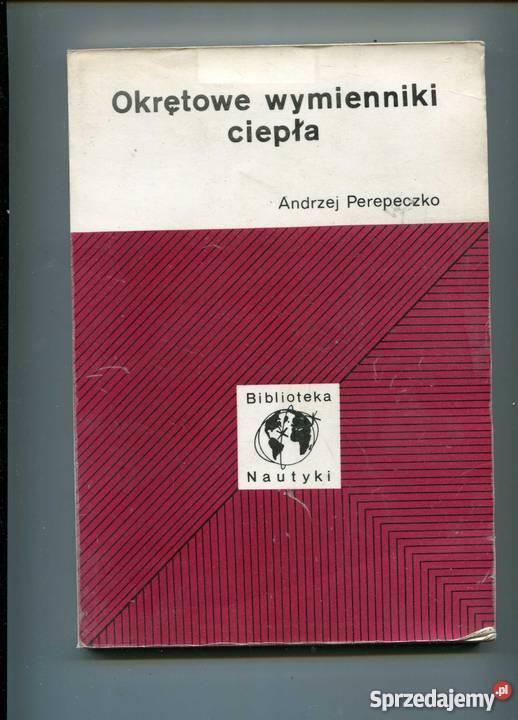 Okrętowe wymienniki
ciepła
Andrzej Perepeczko
Biblioteka
Nautyki
Sprzedajemy.pl